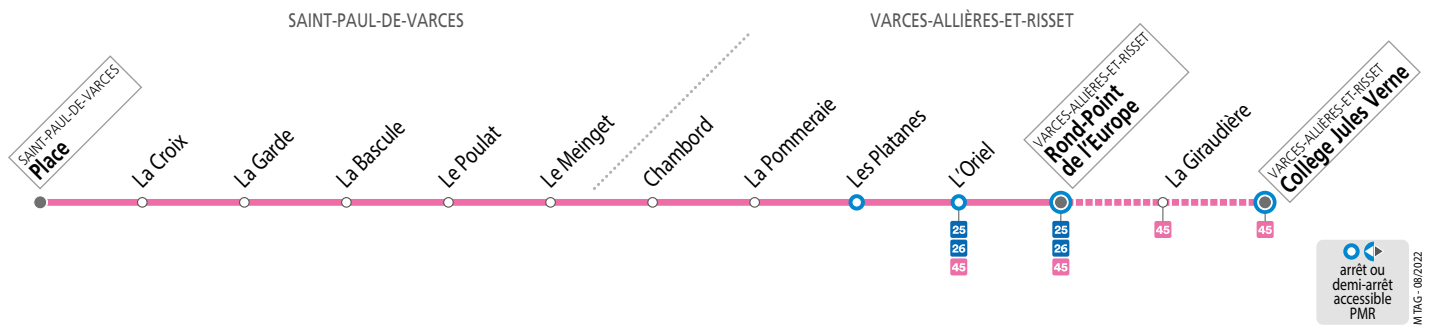 SAINT-PAUL-DE-VARCES
VARCES-ALLIÈRES-ET-RISSET
SAINT-PAUL-DE-VARCES
Place
La Croix
La Garde
La Bascule
Le Poulat
Le Meinget
Chambord
La Pommeraie
Les Platanes
L'Oriel
VARCES-ALLIÈRES-ET-RISSET
Rond-Point
de l'Europe
La Giraudière
VARCES-ALLIÈRES-ET-RISSET
Collège Jules Verne
25
26
45
25
26
45
45
45
arrêt ou
demi-arrêt
accessible
PMR
M TAG - 08/2022